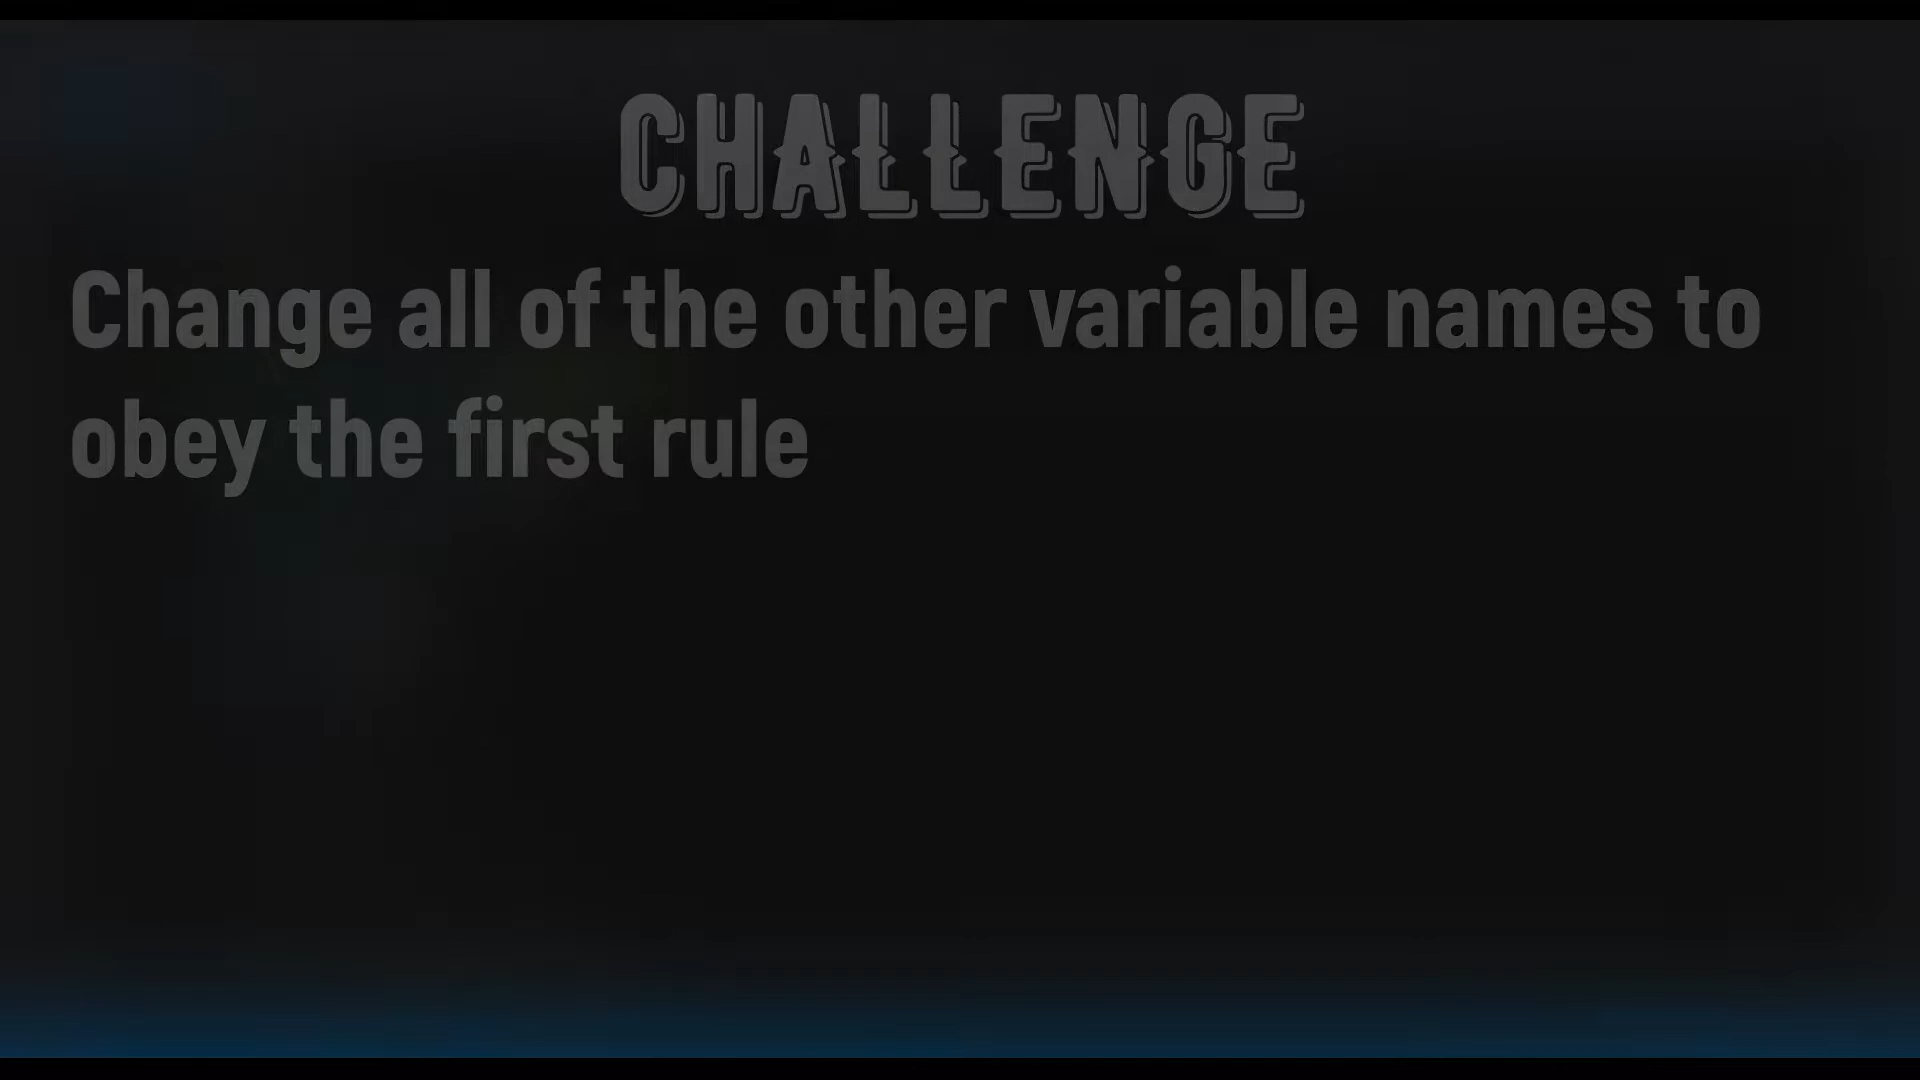 CHALLENGE
Change all of the other variable names to
obey the first rule